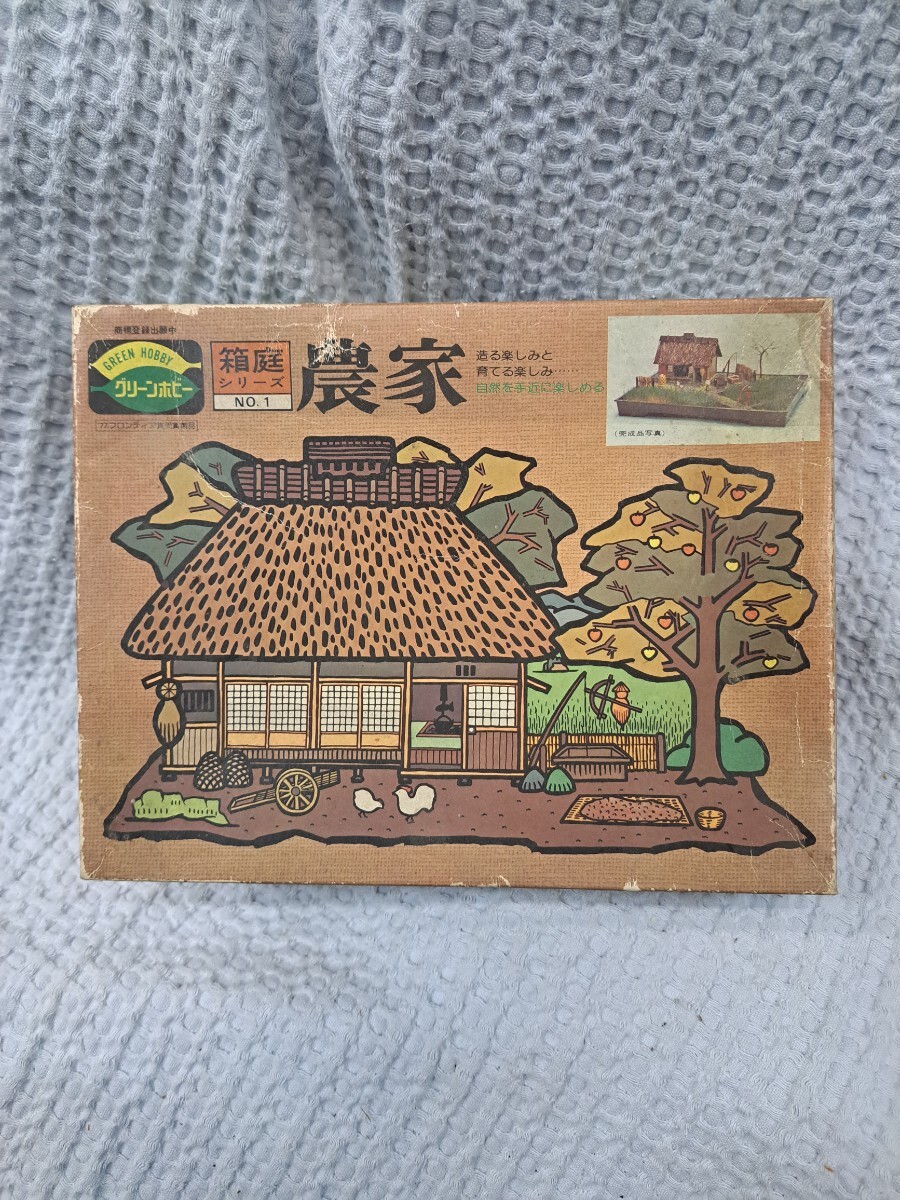 商標登録出願中
GREEN HOBBY
グリーンホビー
箱庭
シリーズ
NO.1
農家
造る楽しみと
育てる楽しみ……
自然を手近に楽しめる
(完成品写真)